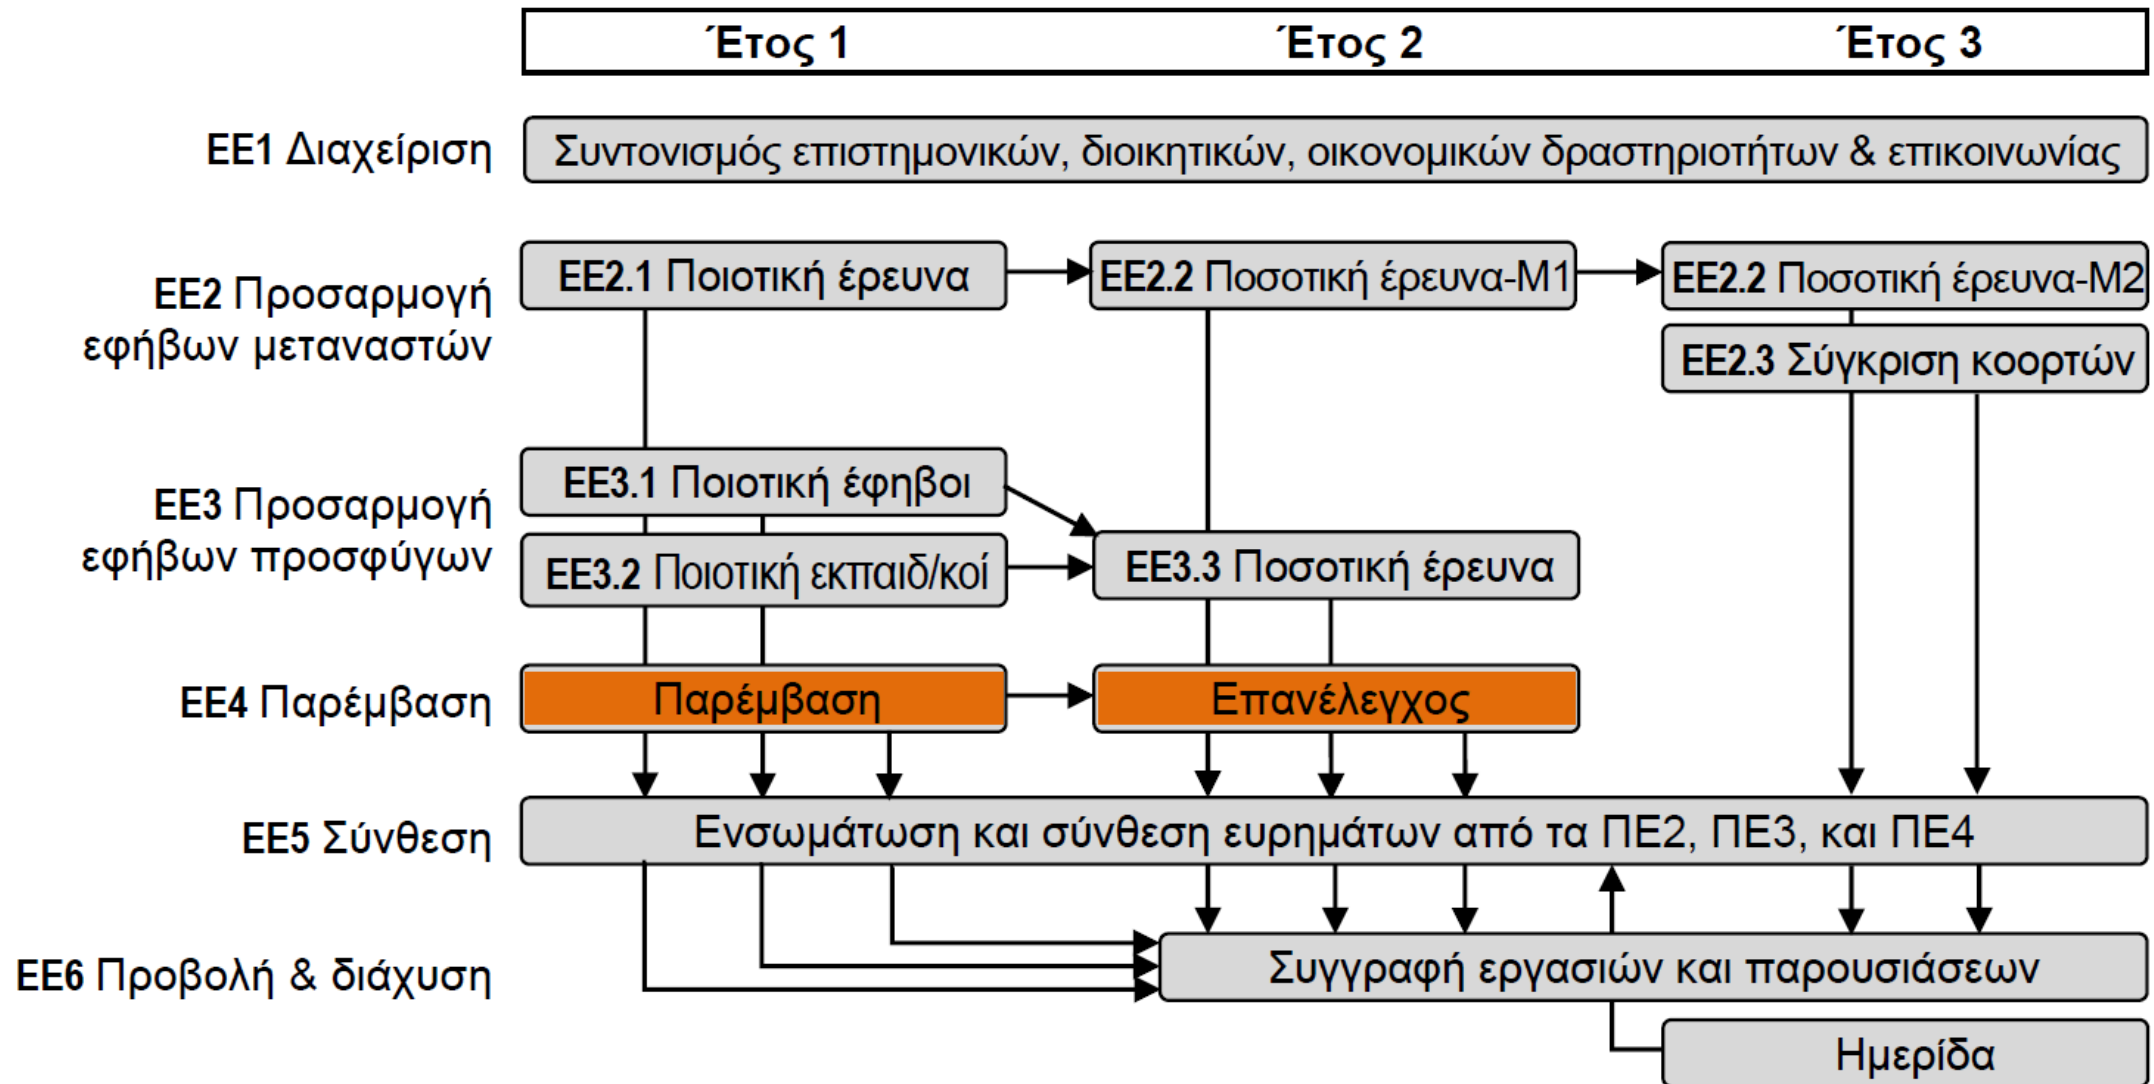 Έτος 1 Έτος 2 Έτος 3
ΕΕ1 Διαχείριση
Συντονισμός επιστημονικών, διοικητικών, οικονομικών δραστηριοτήτων & επικοινωνίας
ΕΕ2 Προσαρμογή
εφήβων μεταναστών
ΕΕ2.1 Ποιοτική έρευνα
ΕΕ2.2 Ποσοτική έρευνα-Μ1
ΕΕ2.2 Ποσοτική έρευνα-Μ2
ΕΕ2.3 Σύγκριση κοορτών
ΕΕ3 Προσαρμογή
εφήβων προσφύγων
ΕΕ3.1 Ποιοτική έφηβοι
ΕΕ3.2 Ποιοτική εκπαιδ/κοί
ΕΕ3.3 Ποσοτική έρευνα
ΕΕ4 Παρέμβαση
Παρέμβαση
Επανέλεγχος
ΕΕ5 Σύνθεση
Ενσωμάτωση και σύνθεση ευρημάτων από τα ΠΕ2, ΠΕ3, και ΠΕ4
ΕΕ6 Προβολή & διάχυση
Συγγραφή εργασιών και παρουσιάσεων
Ημερίδα